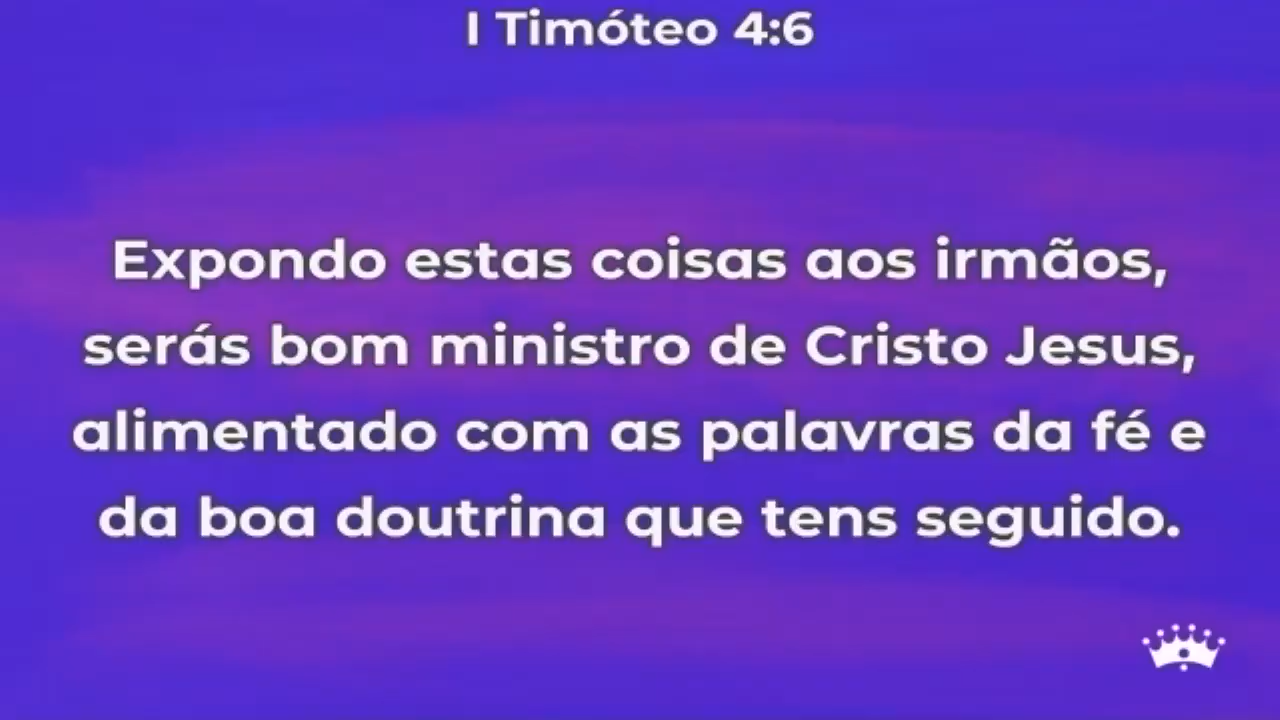 I Timóteo 4:6
Expondo estas coisas aos irmãos,
serás bom ministro de Cristo Jesus,
alimentado com as palavras da fé e
da boa doutrina que tens seguido.